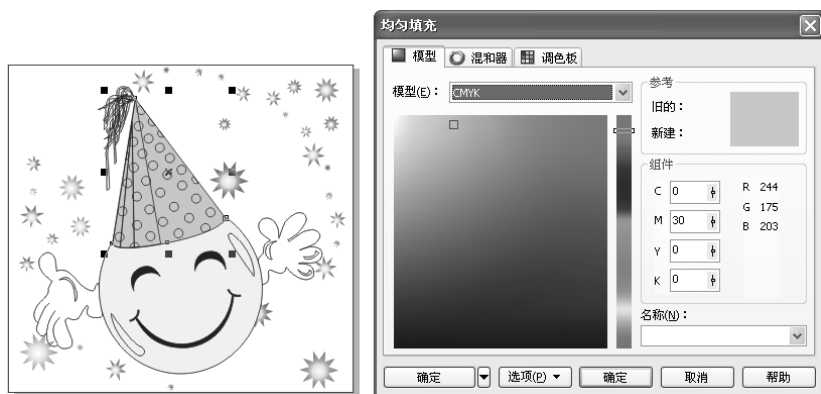 均匀填充
模型 混和器 调色板
模型(E)： CMYK
参考
旧的：
新建：
组件
C 0 R 244
M 30 G 175
Y 0 B 203
K 0
名称(N)：
确定 选项(P) 确定 取消 帮助